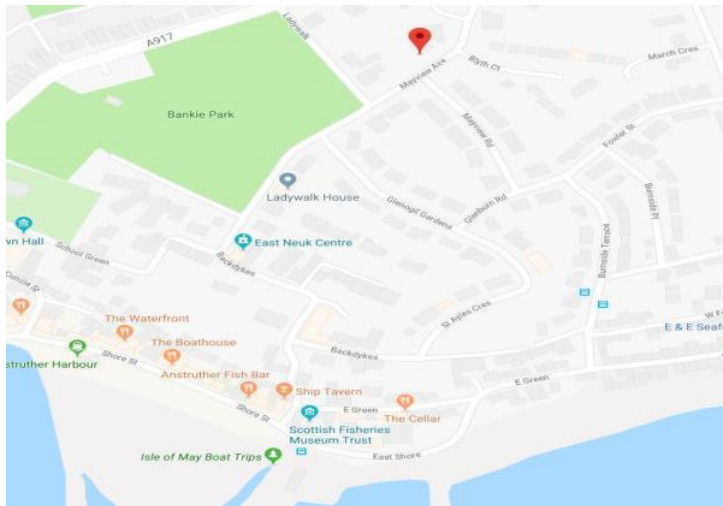 Ladywalk
A917
Mayview Ave
Blyth Ct
March Cres
Bankie Park
Mayview Rd
Fowler St
Ladywalk House
Glenogil Gardens
Gladburn Rd
Burnside Pl
wn Hall
East Neuk Centre
School Green
Backdykes
Burnside Terrace
Cunzie St
St Ayles Cres
The Waterfront
W F
E & E Seaf
The Boathouse
Backdykes
nstruther Harbour
Shore St
Anstruther Fish Bar
E Green
Ship Tavern
Shore St
E Green
The Cellar
Scottish Fisheries
Museum Trust
Isle of May Boat Trips
East Shore